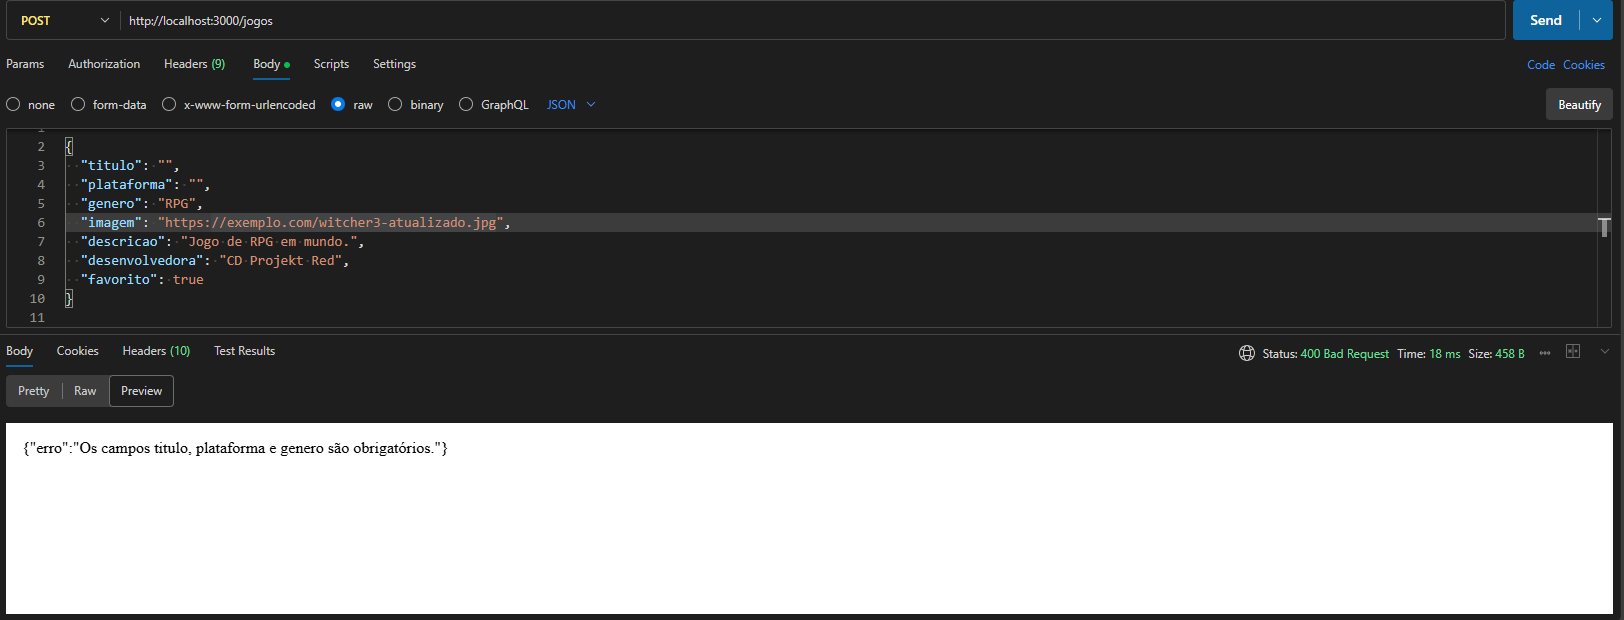 POST http://localhost:3000/jogos Send
Params Authorization Headers (9) Body Scripts Settings Code Cookies
none form-data x-www-form-urlencoded raw binary GraphQL JSON Beautify
1
2 {
3 "titulo": "",
4 "plataforma": "",
5 "genero": "RPG",
6 "imagem": "https://exemplo.com/witcher3-atualizado.jpg",
7 "descricao": "Jogo de RPG em mundo.",
8 "desenvolvedora": "CD Projekt Red",
9 "favorito": true
10 }
11
Body Cookies Headers (10) Test Results Status: 400 Bad Request Time: 18 ms Size: 458 B
Pretty Raw Preview
{"erro":"Os campos titulo, plataforma e genero são obrigatórios."}